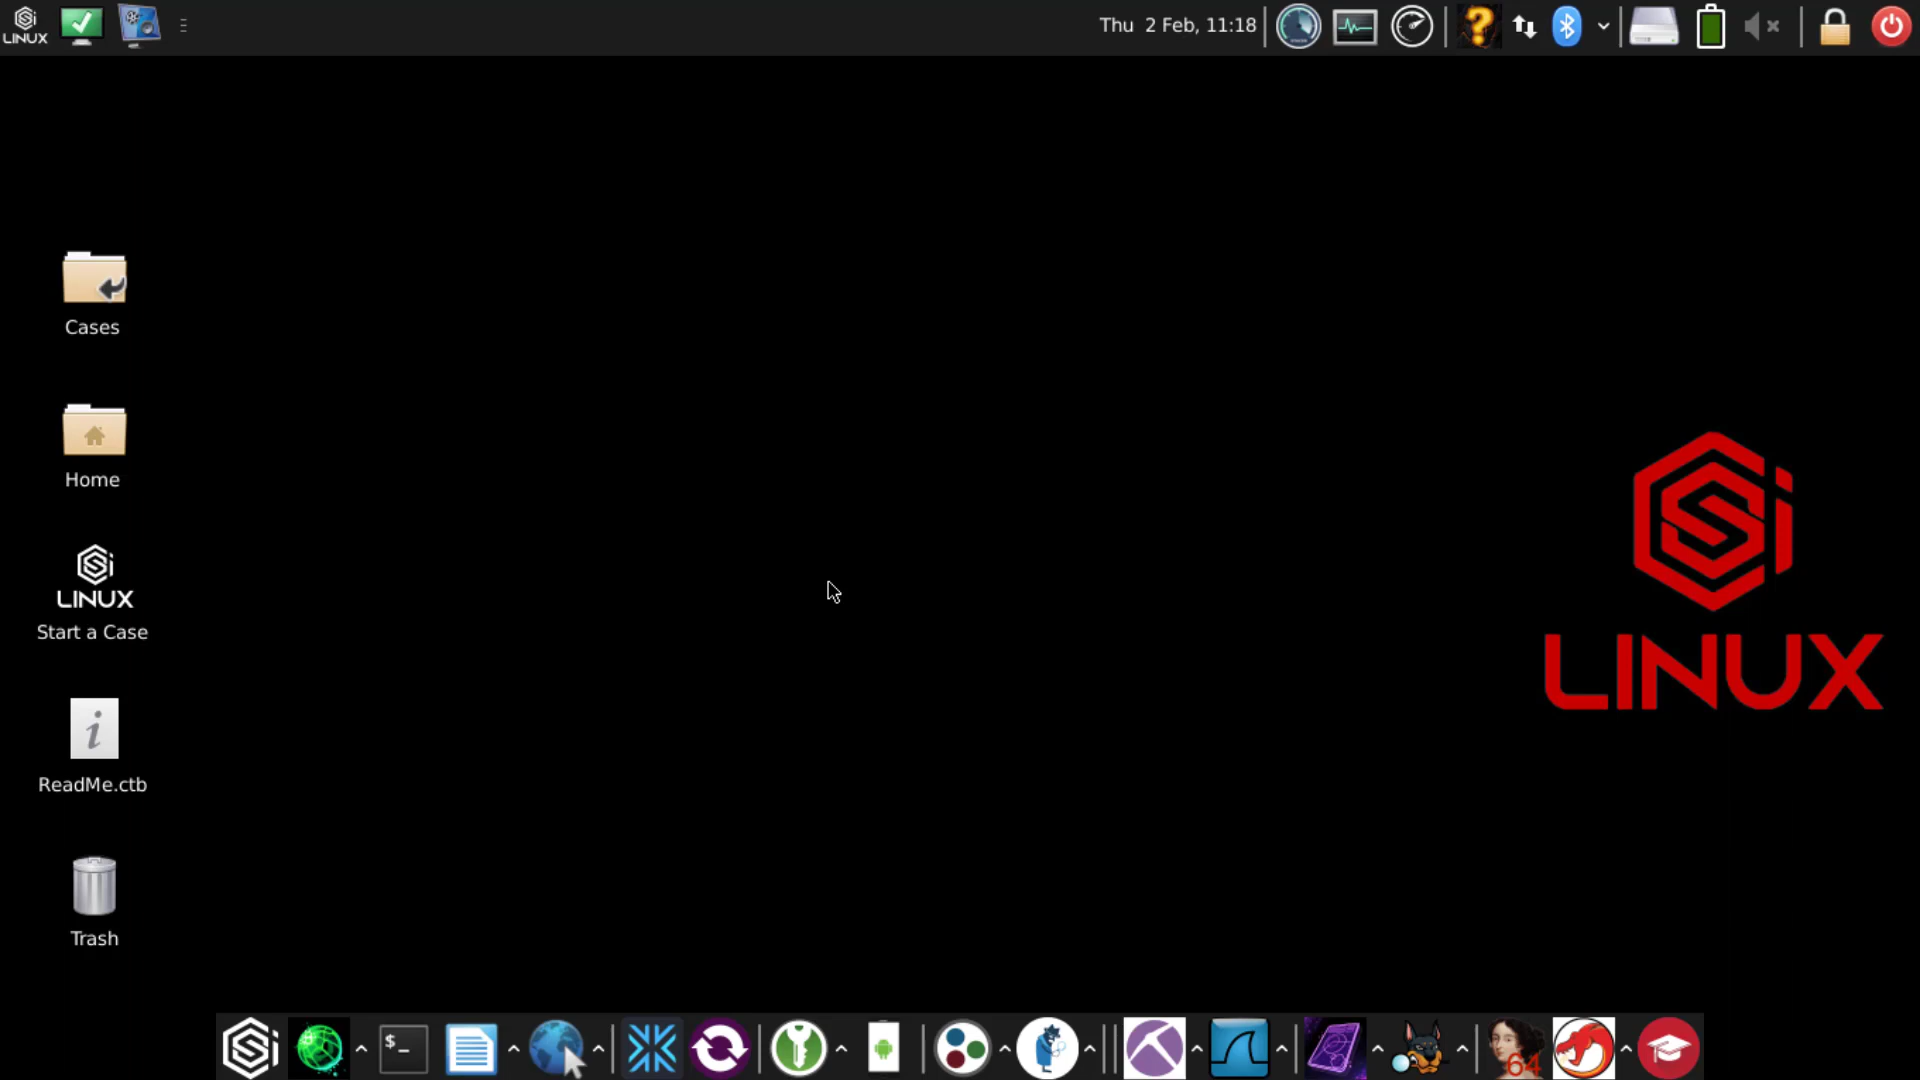 LINUX
Thu 2 Feb, 11:18
Cases
Home
LINUX
Start a Case
i
ReadMe.ctb
Trash
LINUX
$_
64